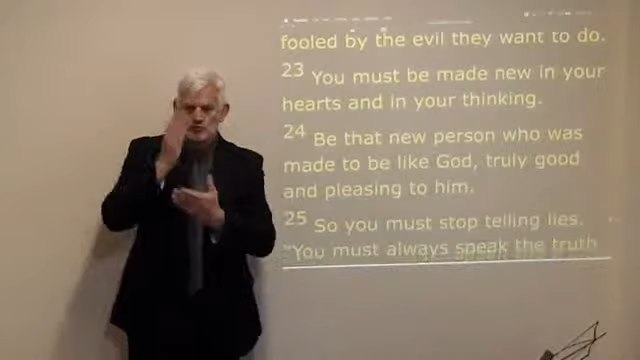 fooled by the evil they want to do.
23 You must be made new in your
hearts and in your thinking.
24 Be that new person who was
made to be like God, truly good
and pleasing to him.
25 So you must stop telling lies.
"You must always speak the truth